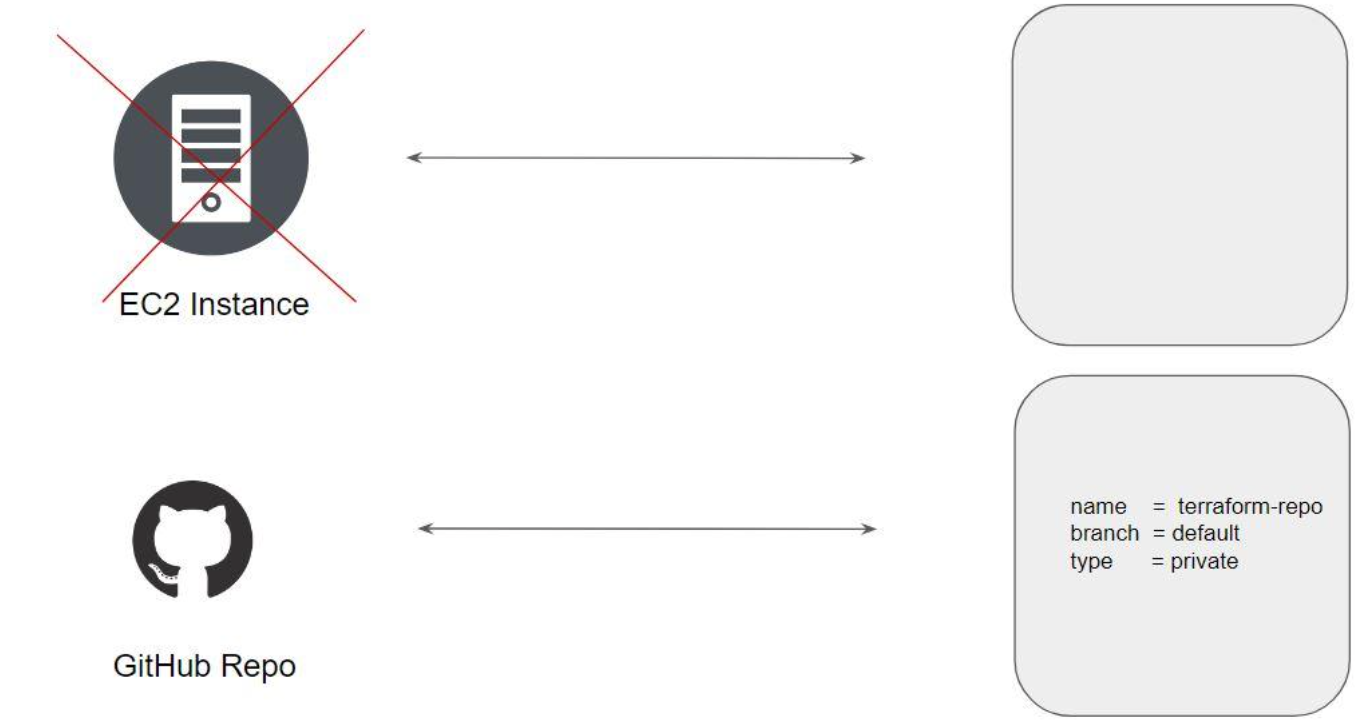 EC2 Instance
name = terraform-repo
branch = default
type = private
GitHub Repo